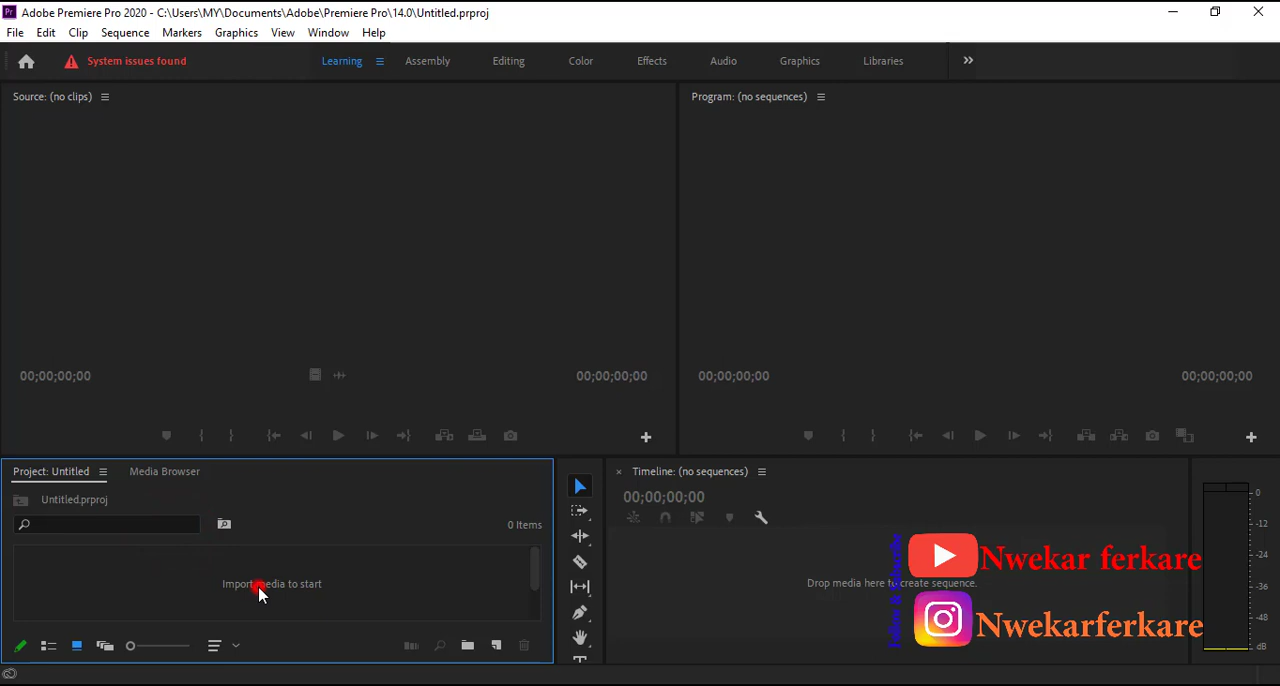 Adobe Premiere Pro 2020 - C:\Users\MY\Documents\Adobe\Premiere Pro\14.0\Untitled.prproj
File Edit Clip Sequence Markers Graphics View Window Help
System issues found Learning Assembly Editing Color Effects Audio Graphics Libraries
Source: (no clips)
Program: (no sequences)
00;00;00;00 00;00;00;00
00;00;00;00 00;00;00;00
Project: Untitled Media Browser
Untitled.prproj
0 Items
Import media to start
Timeline: (no sequences)
00;00;00;00
Drop media here to create sequence.
Nwekar ferkare
Nwekarferkare
0
-12
-24
-36
-48
dB